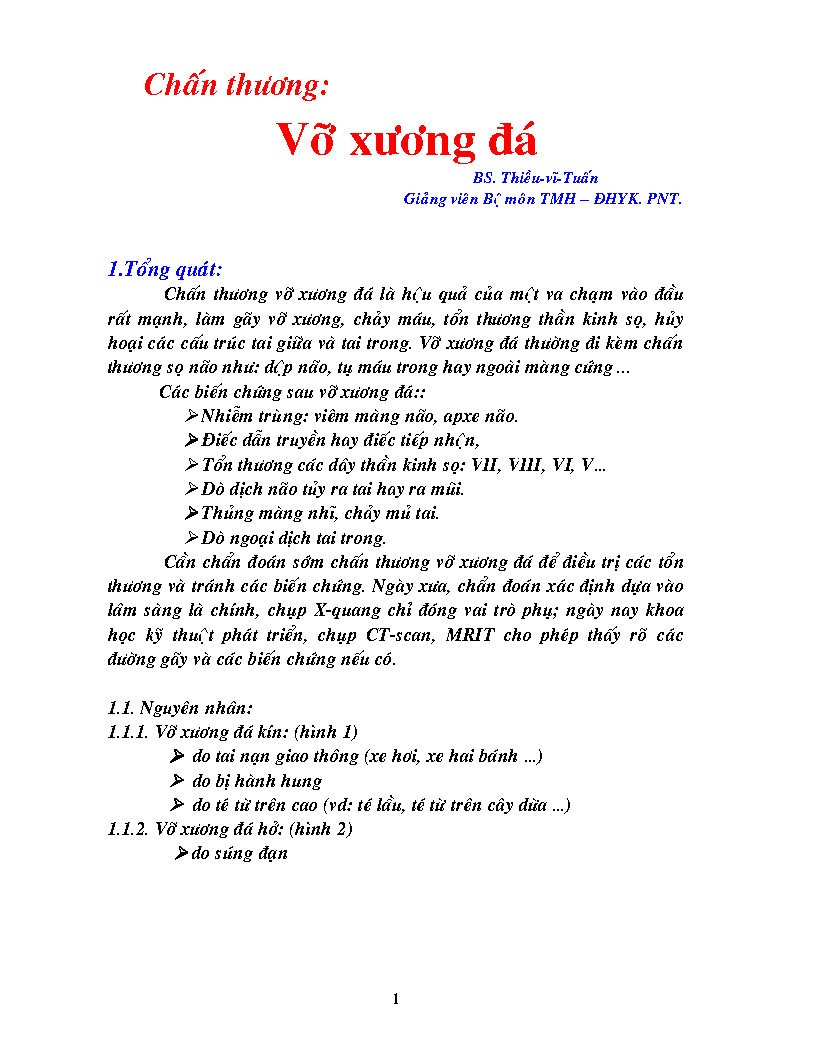 Chấn thương:
Vỡ xương đá
BS. Thiều-vĩ-Tuấn
Giảng viên Bộ môn TMH – ĐHYK. PNT.
1.Tổng quát:
Chấn thương vỡ xương đá là hậu quả của một va chạm vào đầu
rất mạnh, làm gãy vỡ xương, chảy máu, tổn thương thần kinh sọ, hủy
hoại các cấu trúc tai giữa và tai trong. Vỡ xương đá thường đi kèm chấn
thương sọ não như: dập não, tụ máu trong hay ngoài màng cứng ...
Các biến chứng sau vỡ xương đá::
➢ Nhiễm trùng: viêm màng não, apxe não.
➢ Điếc dẫn truyền hay điếc tiếp nhận,
➢ Tổn thương các dây thần kinh sọ: VII, VIII, VI, V...
➢ Dò dịch não tủy ra tai hay ra mũi.
➢ Thủng màng nhĩ, chảy mủ tai.
➢ Dò ngoại dịch tai trong.
Cần chẩn đoán sớm chấn thương vỡ xương đá để điều trị các tổn
thương và tránh các biến chứng. Ngày xưa, chẩn đoán xác định dựa vào
lâm sàng là chính, chụp X-quang chỉ đóng vai trò phụ; ngày nay khoa
học kỹ thuật phát triển, chụp CT-scan, MRIT cho phép thấy rõ các
đường gãy và các biến chứng nếu có.
1.1. Nguyên nhân:
1.1.1. Vỡ xương đá kín: (hình 1)
➢ do tai nạn giao thông (xe hơi, xe hai bánh ...)
➢ do bị hành hung
➢ do té từ trên cao (vd: té lầu, té từ trên cây dừa ...)
1.1.2. Vỡ xương đá hở: (hình 2)
➢ do súng đạn
1